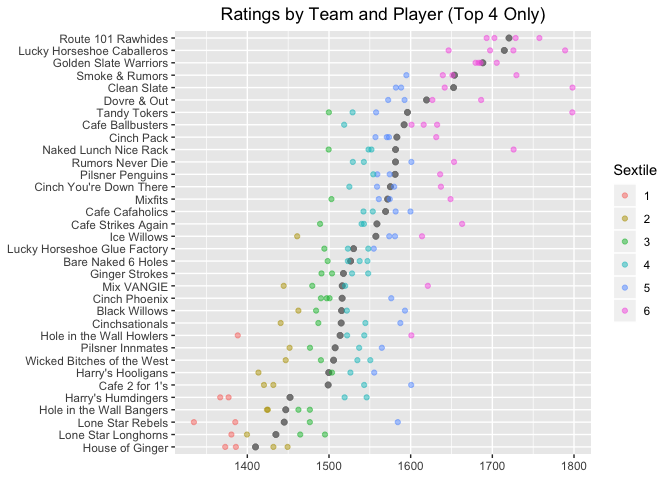 Ratings by Team and Player (Top 4 Only)
Route 101 Rawhides
Lucky Horseshoe Caballeros
Golden Slate Warriors
Smoke & Rumors
Clean Slate
Dovre & Out
Tandy Tokers
Cafe Ballbusters
Cinch Pack
Naked Lunch Nice Rack
Rumors Never Die
Pilsner Penguins
Cinch You're Down There
Mixfits
Cafe Cafaholics
Cafe Strikes Again
Ice Willows
Lucky Horseshoe Glue Factory
Bare Naked 6 Holes
Ginger Strokes
Mix VANGIE
Cinch Phoenix
Black Willows
Cinchsationals
Hole in the Wall Howlers
Pilsner Innmates
Wicked Bitches of the West
Harry's Hooligans
Cafe 2 for 1's
Harry's Humdingers
Hole in the Wall Bangers
Lone Star Rebels
Lone Star Longhorns
House of Ginger
1400 1500 1600 1700 1800
Sextile
1
2
3
4
5
6